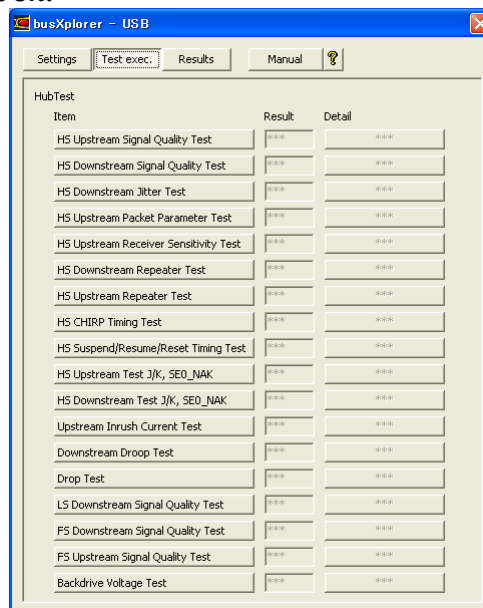 busXplorer - USB
Settings Test exec. Results Manual ?
HubTest
Item Result Detail
HS Upstream Signal Quality Test *** ***
HS Downstream Signal Quality Test *** ***
HS Downstream Jitter Test *** ***
HS Upstream Packet Parameter Test *** ***
HS Upstream Receiver Sensitivity Test *** ***
HS Downstream Repeater Test *** ***
HS Upstream Repeater Test *** ***
HS CHIRP Timing Test *** ***
HS Suspend/Resume/Reset Timing Test *** ***
HS Upstream Test J/K, SE0_NAK *** ***
HS Downstream Test J/K, SE0_NAK *** ***
Upstream Inrush Current Test *** ***
Downstream Droop Test *** ***
Drop Test *** ***
LS Downstream Signal Quality Test *** ***
FS Downstream Signal Quality Test *** ***
FS Upstream Signal Quality Test *** ***
Backdrive Voltage Test *** ***